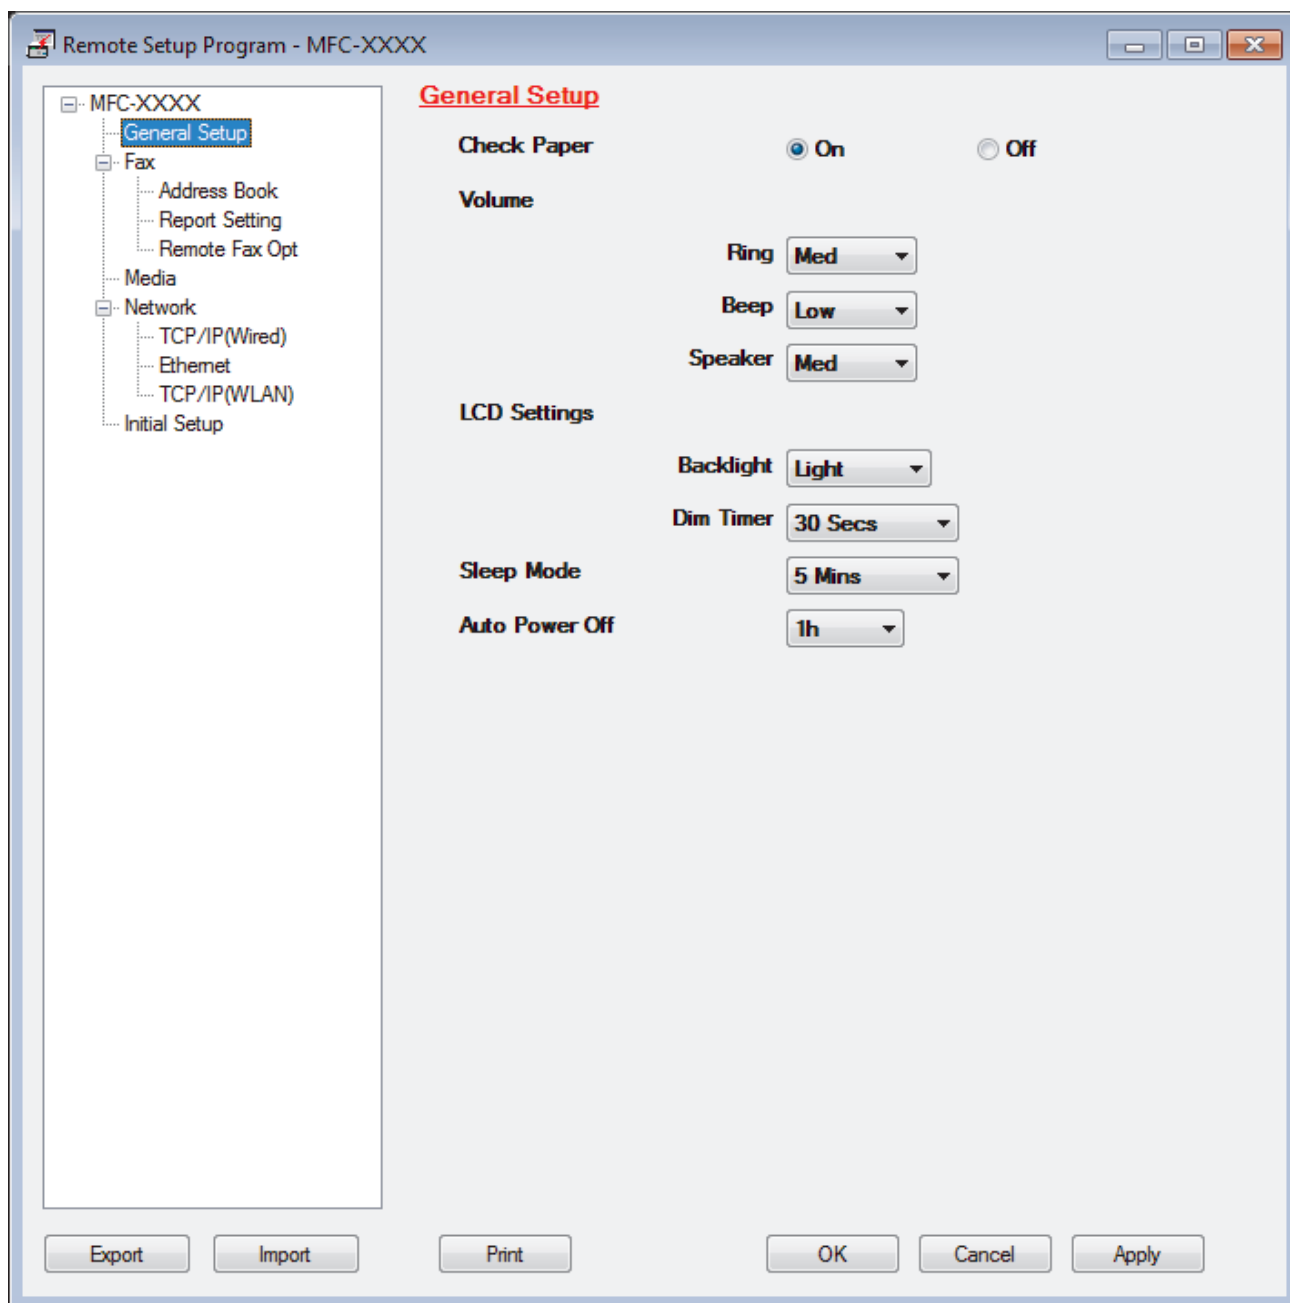 Remote Setup Program - MFC-XXXX
MFC-XXXX
General Setup
Fax
Address Book
Report Setting
Remote Fax Opt
Media
Network
TCP/IP(Wired)
Ethernet
TCP/IP(WLAN)
Initial Setup
General Setup
Check Paper On Off
Volume
Ring Med
Beep Low
Speaker Med
LCD Settings
Backlight Light
Dim Timer 30 Secs
Sleep Mode 5 Mins
Auto Power Off 1h
Export Import Print OK Cancel Apply